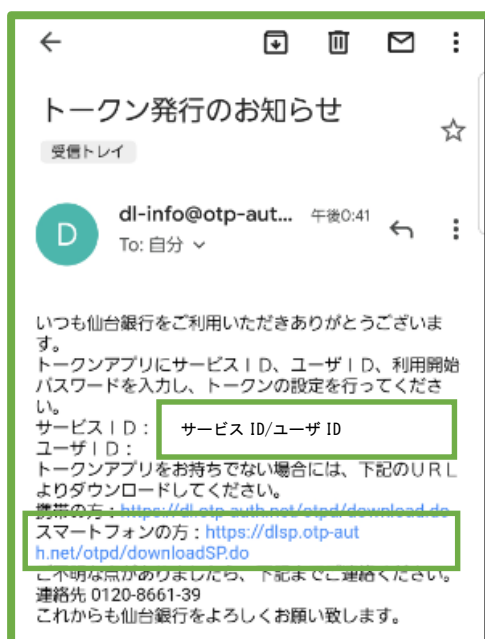 トークン発行のお知らせ
受信トレイ
D
dl-info@otp-aut... 午後0:41
To: 自分
いつも仙台銀行をご利用いただきありがとうございま
す。
トークンアプリにサービスＩＤ、ユーザＩＤ、利用開始
パスワードを入力し、トークンの設定を行ってくださ
い。
サービスＩＤ：
サービス ID/ユーザ ID
ユーザＩＤ：
トークンアプリをお持ちでない場合には、下記のＵＲＬ
よりダウンロードしてください。
携帯の方：https://dl.otp-auth.net/otpd/download.do
スマートフォンの方：https://dlsp.otp-aut
h.net/otpd/downloadSP.do
ご不明な点がありましたら、下記までご連絡ください。
連絡先 0120-8661-39
これからも仙台銀行をよろしくお願い致します。